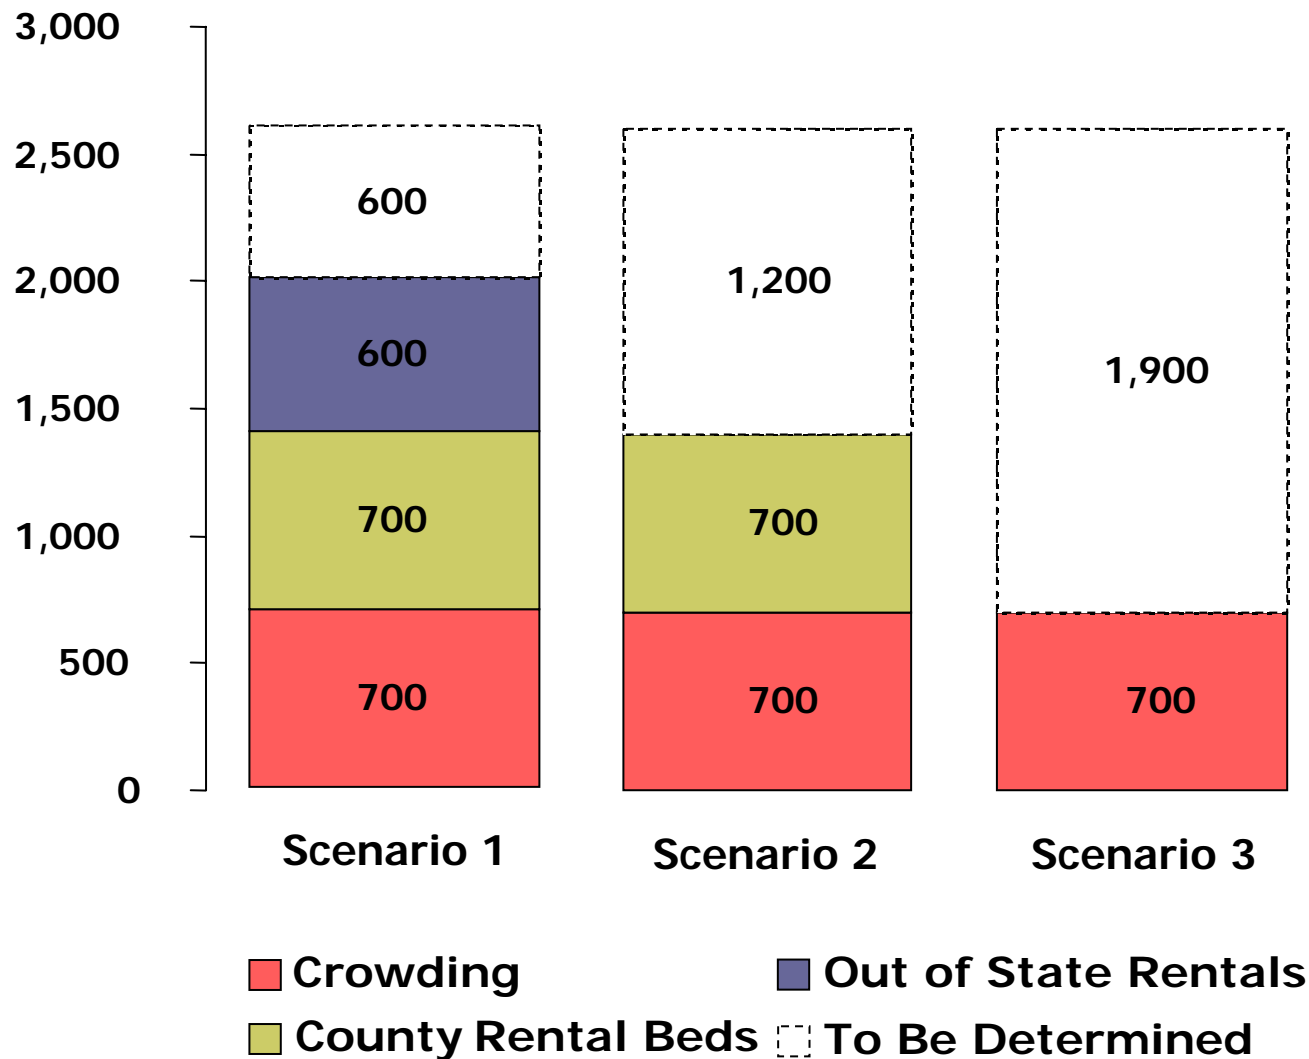 3,000
2,500
2,000
1,500
1,000
500
0
600
600
700
700
1,200
700
700
1,900
700
Scenario 1
Scenario 2
Scenario 3
Crowding
Out of State Rentals
County Rental Beds
To Be Determined